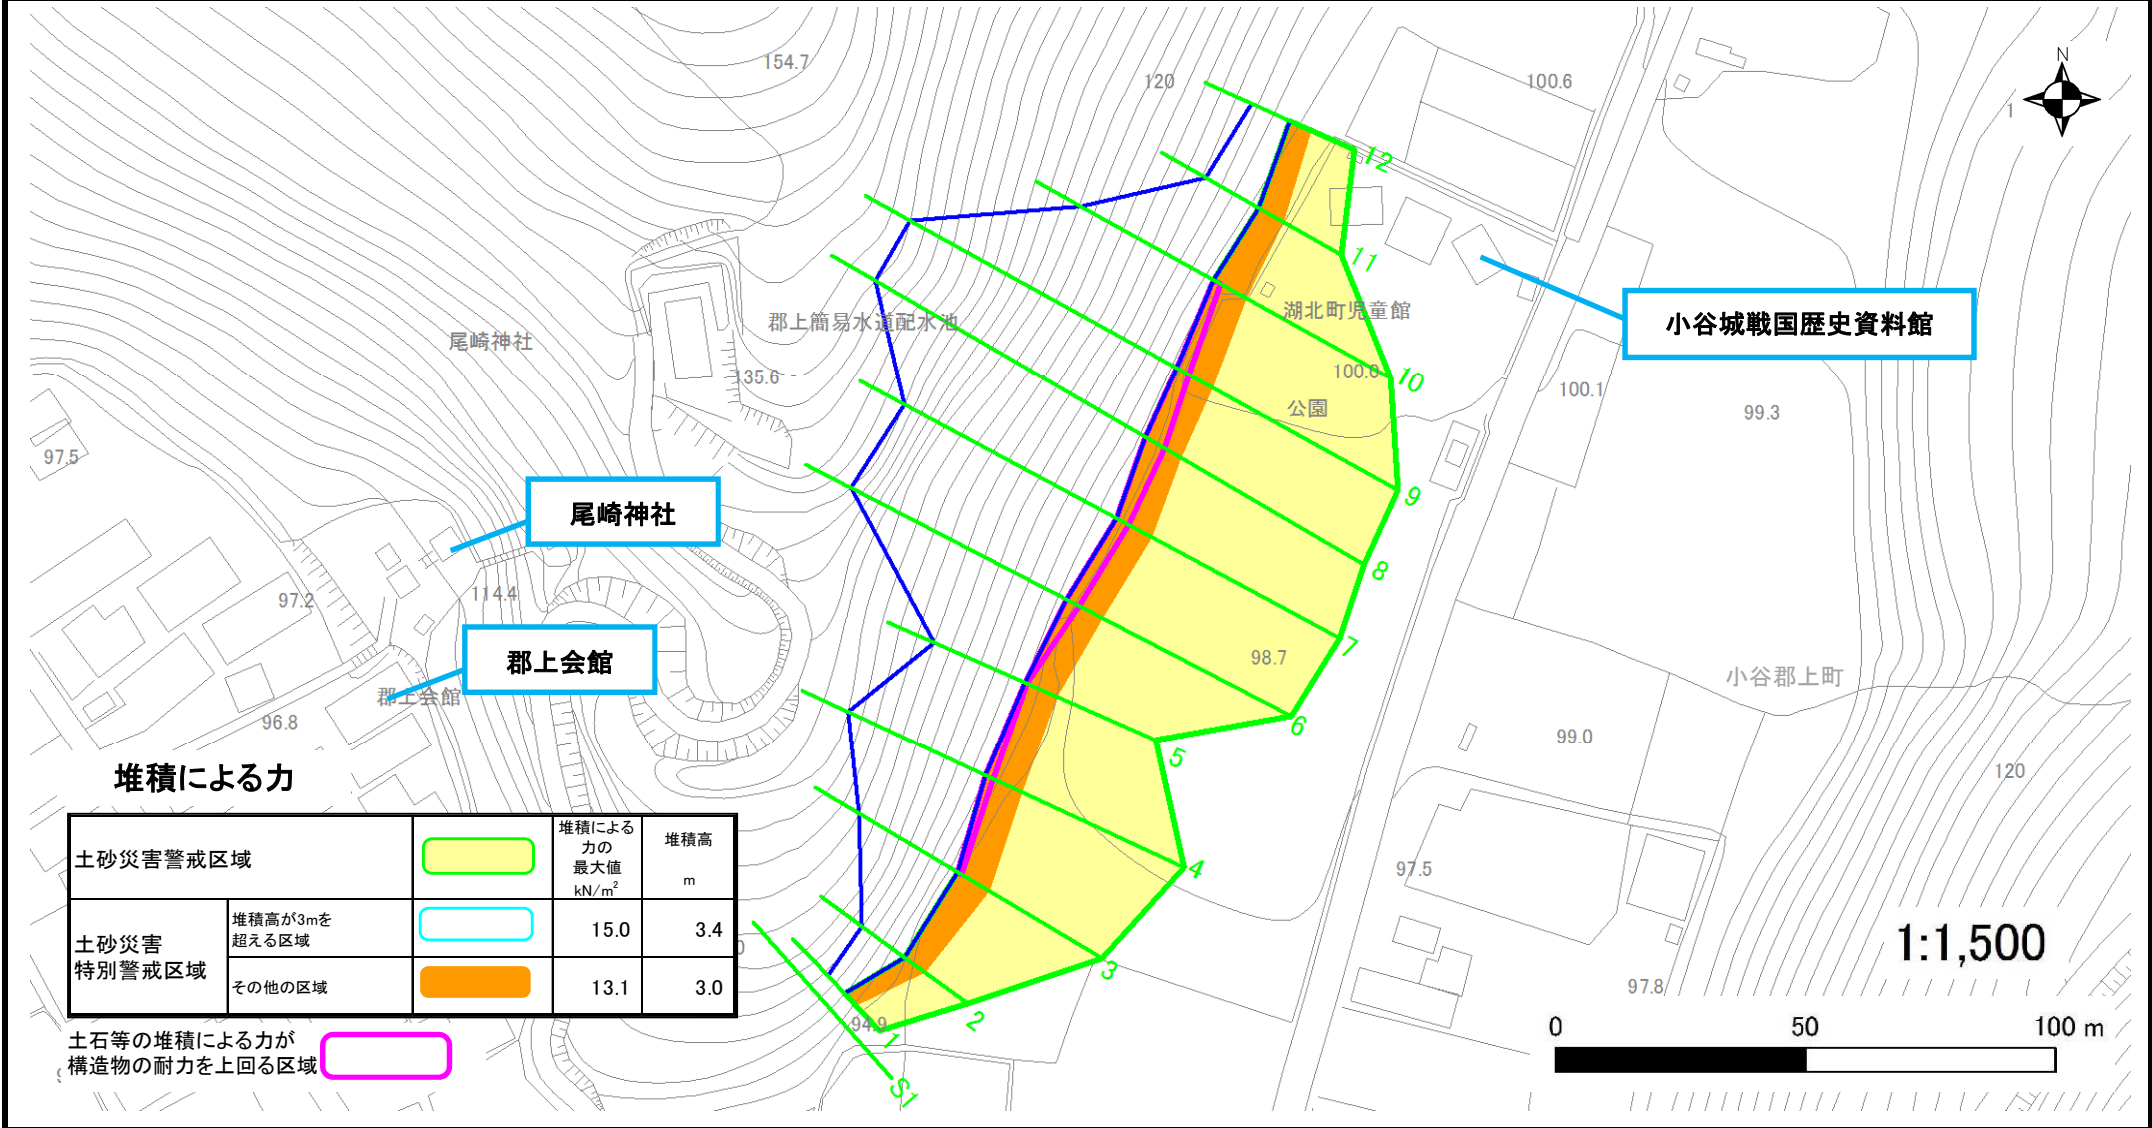 154.7
120
100.6
N
1
12
11
湖北町児童館
小谷城戦国歴史資料館
郡上簡易水道配水池
尾崎神社
135.6
100.0
10
100.1
公園
99.3
97.5
9
尾崎神社
8
97.2
114.4
7
郡上会館
98.7
小谷郡上町
郡上会館
96.8
6
99.0
5
120
堆積による力
土砂災害警戒区域
堆積による
力の
最大値
kN/m²
堆積高
m
土砂災害
特別警戒区域
堆積高が3mを
超える区域
15.0
3.4
その他の区域
13.1
3.0
土石等の堆積による力が
構造物の耐力を上回る区域
4
97.5
3
97.8
2
94.9
1
S1
1:1,500
0 50 100 m